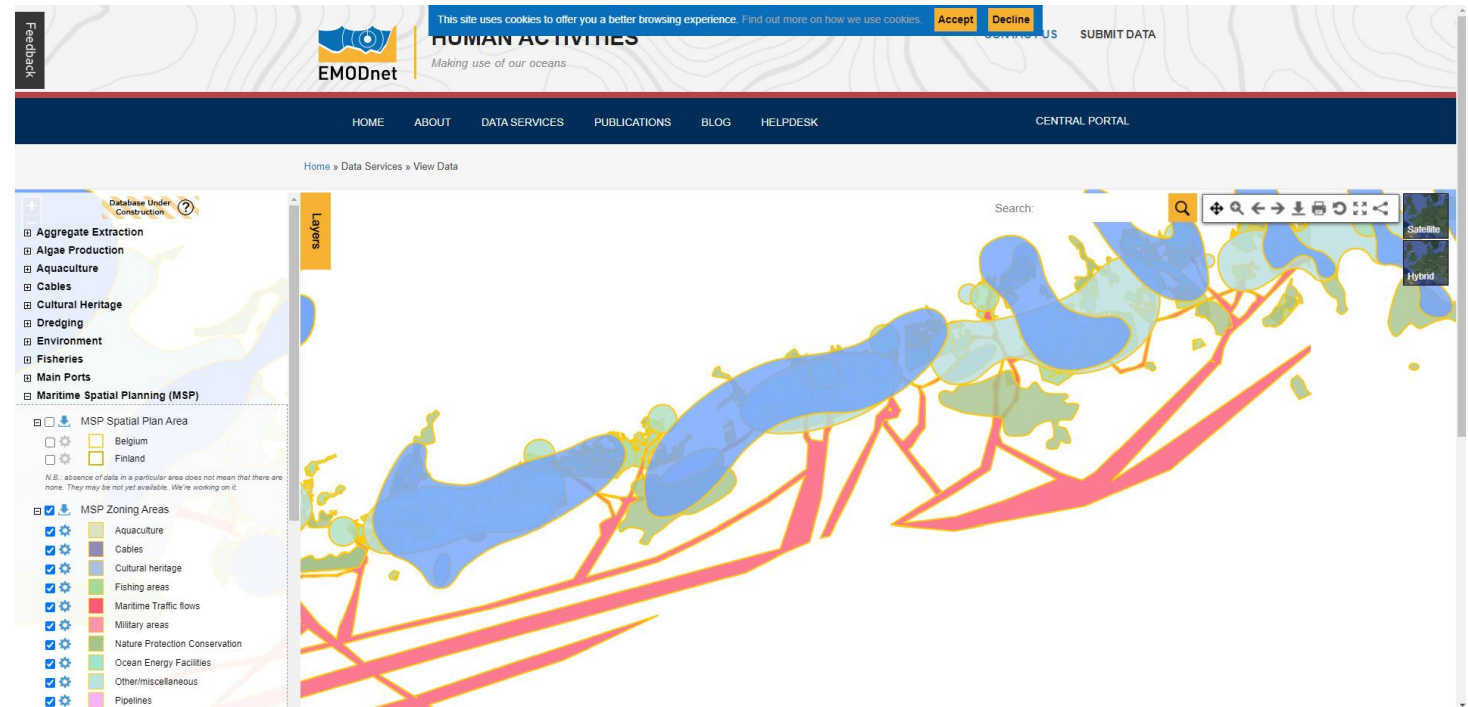 Feedback
This site uses cookies to offer you a better browsing experience. Find out more on how we use cookies. Accept Decline
EMODnet
HUMAN ACTIVITIES
Making use of our oceans
CONTACT US SUBMIT DATA
HOME ABOUT DATA SERVICES PUBLICATIONS BLOG HELPDESK CENTRAL PORTAL
Home » Data Services » View Data
Database Under
Construction ?
Layers
Search:
Satellite
Hybrid
Aggregate Extraction
Algae Production
Aquaculture
Cables
Cultural Heritage
Dredging
Environment
Fisheries
Main Ports
Maritime Spatial Planning (MSP)
MSP Spatial Plan Area
Belgium
Finland
N.B.: absence of data in a particular area does not mean that there are
none. They may be not yet available. We're working on it.
MSP Zoning Areas
Aquaculture
Cables
Cultural heritage
Fishing areas
Maritime Traffic flows
Military areas
Nature Protection Conservation
Ocean Energy Facilities
Other/miscellaneous
Pipelines